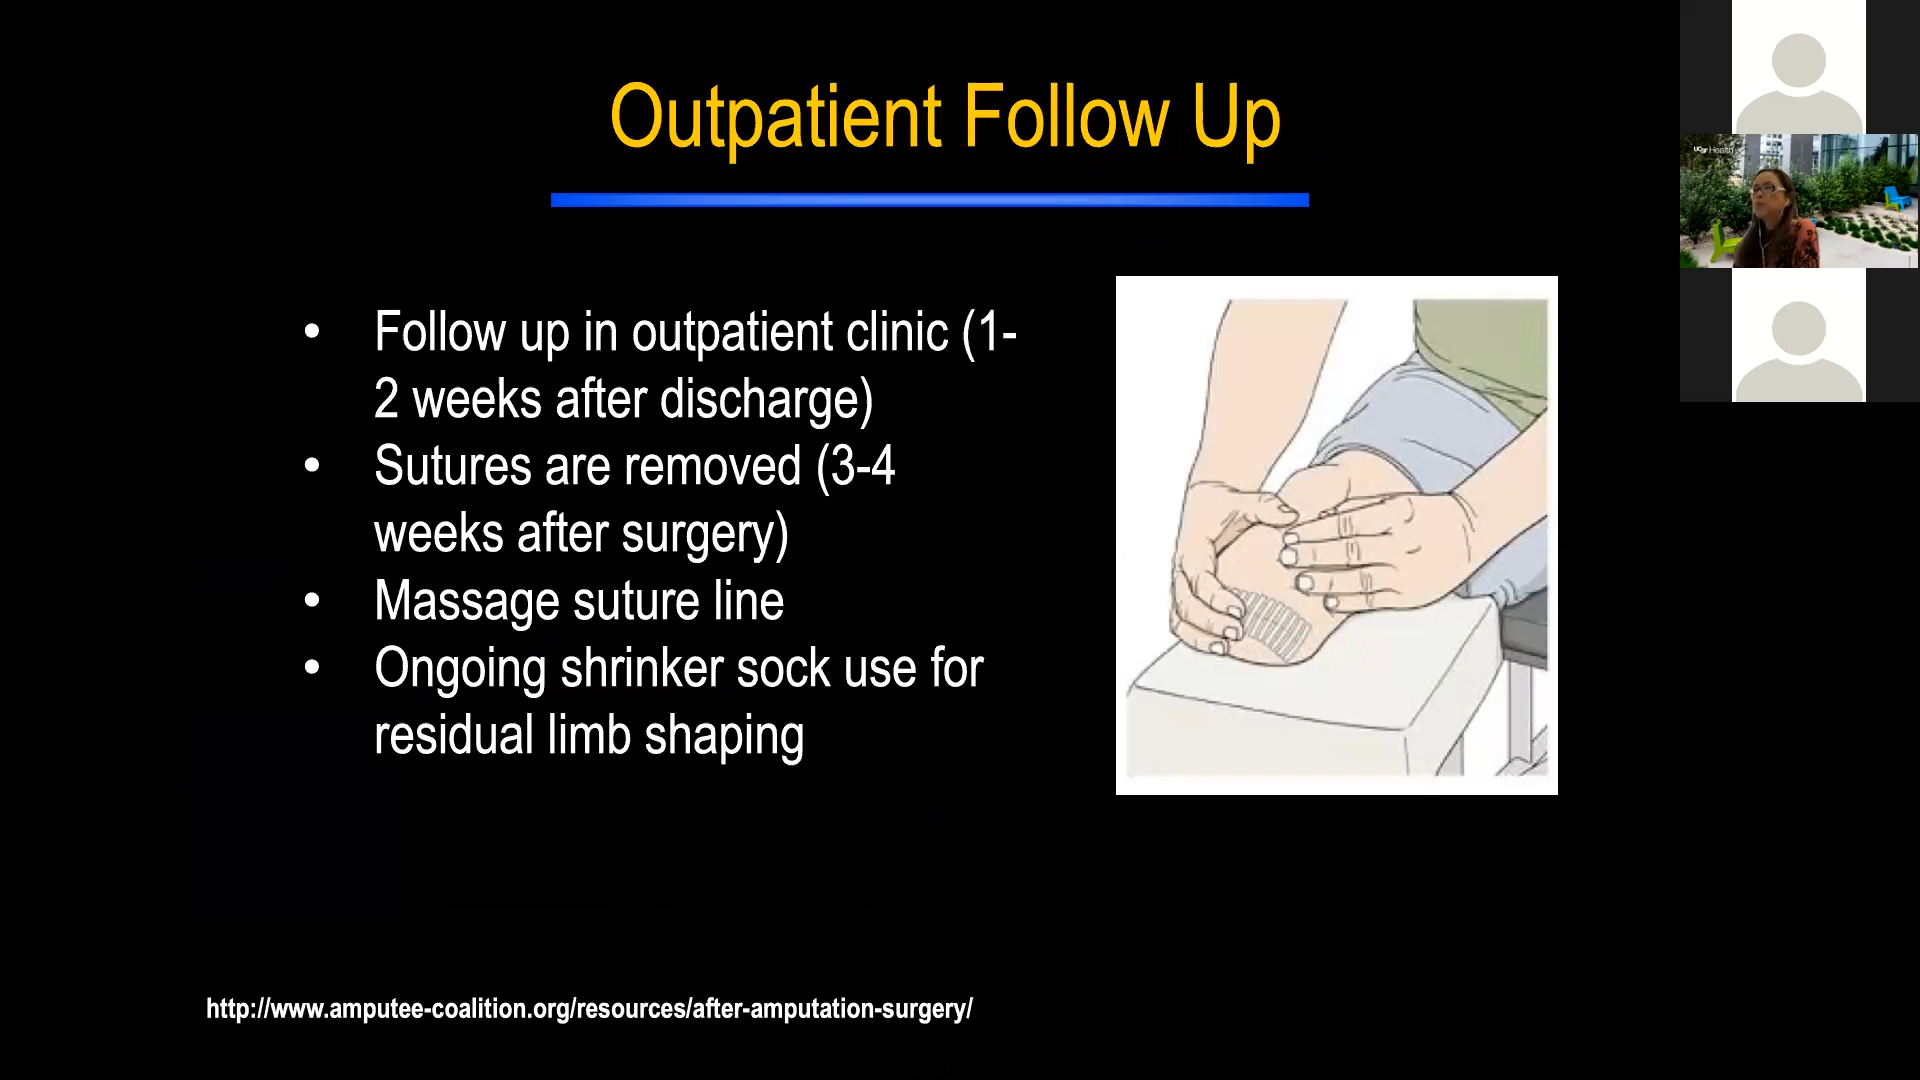 Outpatient Follow Up
UCSF Health
• Follow up in outpatient clinic (1-
2 weeks after discharge)
• Sutures are removed (3-4
weeks after surgery)
• Massage suture line
• Ongoing shrinker sock use for
residual limb shaping
http://www.amputee-coalition.org/resources/after-amputation-surgery/